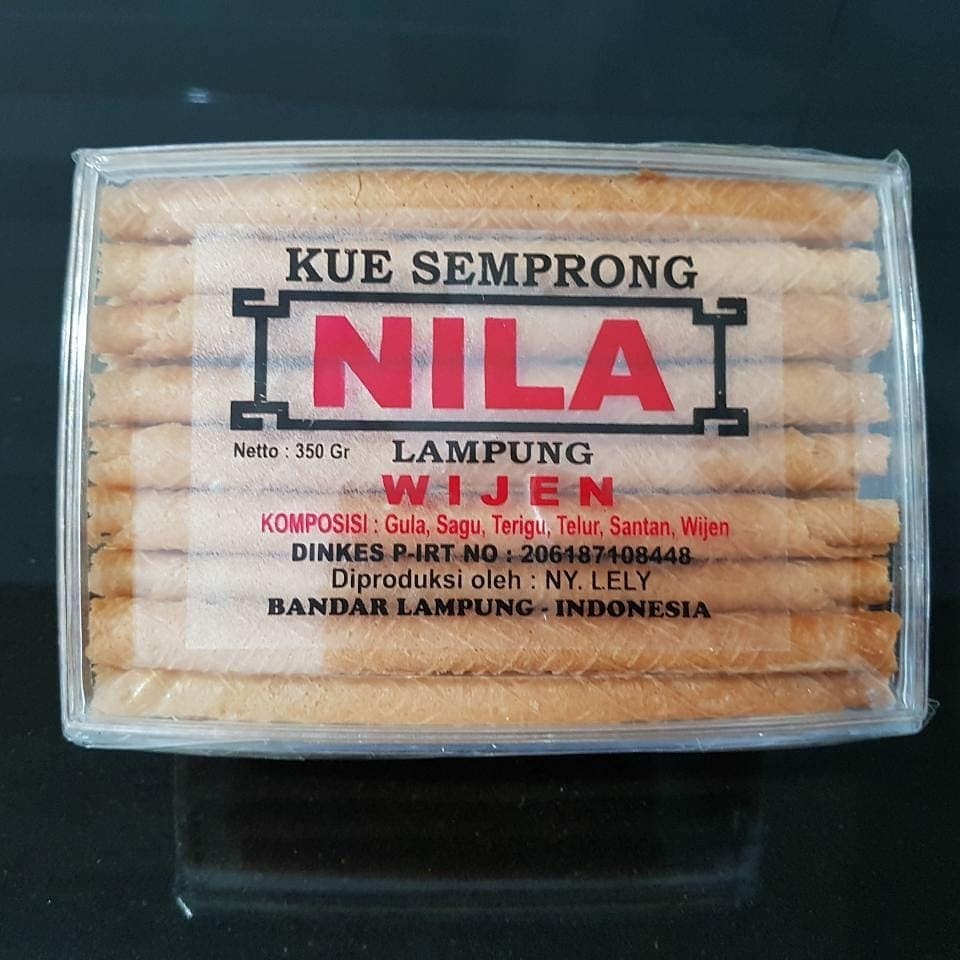 KUE SEMPRONG
NILA
Netto : 350 Gr
LAMPUNG
WIJEN
KOMPOSISI : Gula, Sagu, Terigu, Telur, Santan, Wijen
DINKES P-IRT NO : 206187108448
Diproduksi oleh : NY. LELY
BANDAR LAMPUNG - INDONESIA